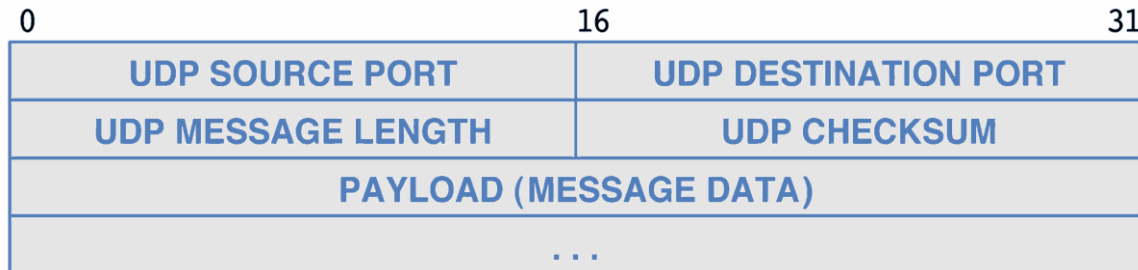 0 16 31
UDP SOURCE PORT UDP DESTINATION PORT
UDP MESSAGE LENGTH UDP CHECKSUM
PAYLOAD (MESSAGE DATA)
. . .